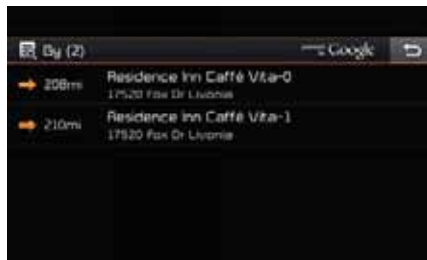 By (2)
Google
208mi
Residence Inn Caffé Vita-0
17520 Fox Dr Livonia
210mi
Residence Inn Caffé Vita-1
17520 Fox Dr Livonia